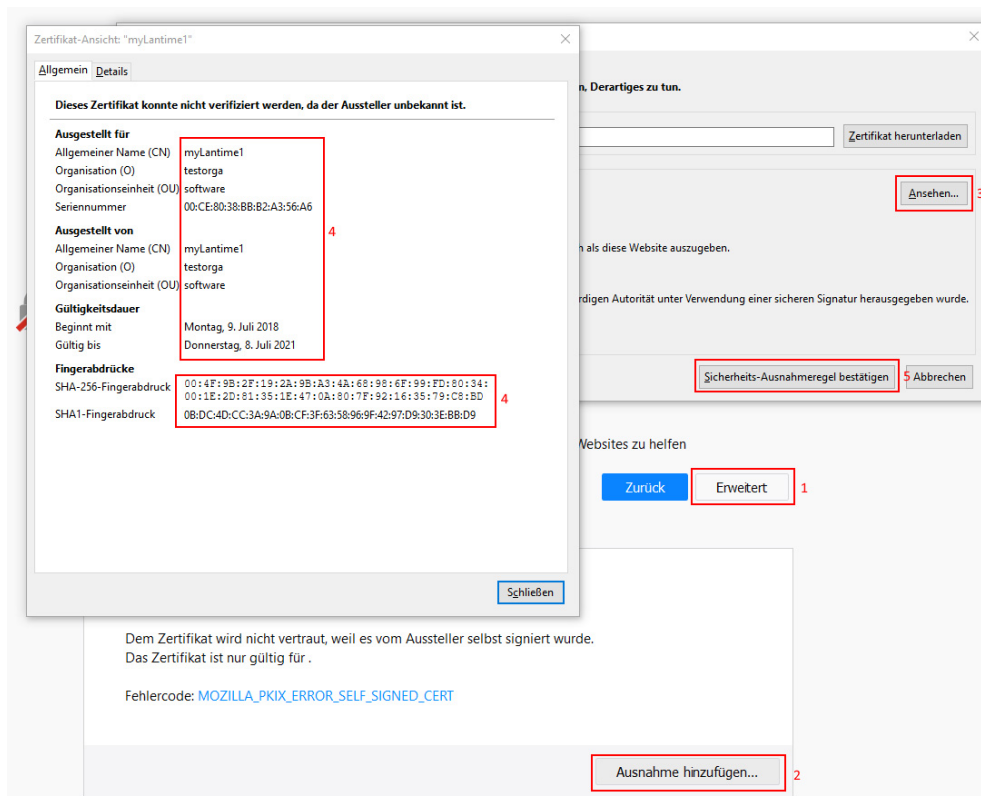 Zertifikat-Ansicht: "myLantime1"
Allgemein Details
Dieses Zertifikat konnte nicht verifiziert werden, da der Aussteller unbekannt ist.
Ausgestellt für
Allgemeiner Name (CN) myLantime1
Organisation (O) testorga
Organisationseinheit (OU) software
Seriennummer 00:CE:80:38:BB:B2:A3:56:A6
4
Ausgestellt von
Allgemeiner Name (CN) myLantime1
Organisation (O) testorga
Organisationseinheit (OU) software
Gültigkeitsdauer
Beginnt mit Montag, 9. Juli 2018
Gültig bis Donnerstag, 8. Juli 2021
Fingerabdrücke
SHA-256-Fingerabdruck 00:4F:9B:2F:19:2A:9B:A3:4A:68:98:6F:99:FD:80:34:
00:1E:2D:81:35:1E:47:0A:80:7F:92:16:35:79:C8:BD
4
SHA1-Fingerabdruck 0B:DC:4D:CC:3A:9A:0B:CF:3F:63:58:96:9F:42:97:D9:30:3E:BB:D9
Schließen
n, Derartiges zu tun.
Zertifikat herunterladen
Ansehen... 3
n als diese Website auszugeben.
rdigen Autorität unter Verwendung einer sicheren Signatur herausgegeben wurde.
Sicherheits-Ausnahmeregel bestätigen 5 Abbrechen
Websites zu helfen
Zurück Erweitert 1
Dem Zertifikat wird nicht vertraut, weil es vom Aussteller selbst signiert wurde.
Das Zertifikat ist nur gültig für .
Fehlercode: MOZILLA_PKIX_ERROR_SELF_SIGNED_CERT
Ausnahme hinzufügen... 2